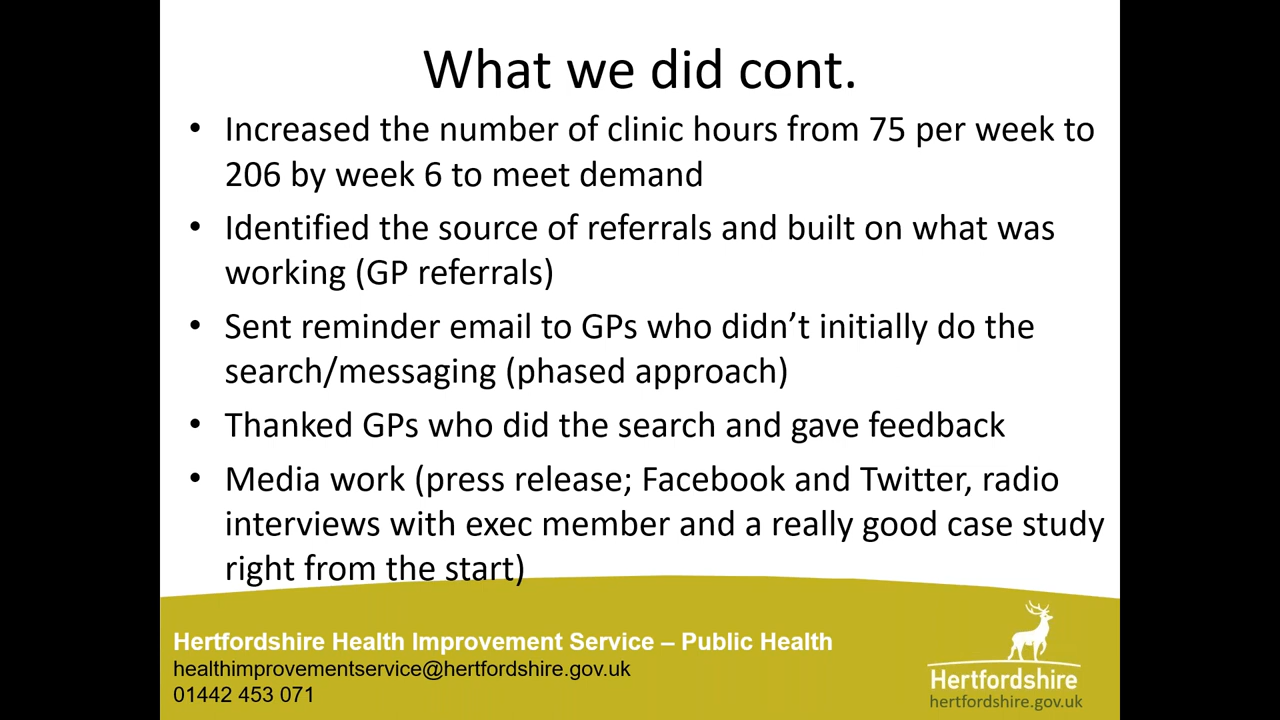 What we did cont.
• Increased the number of clinic hours from 75 per week to
206 by week 6 to meet demand
• Identified the source of referrals and built on what was
working (GP referrals)
• Sent reminder email to GPs who didn’t initially do the
search/messaging (phased approach)
• Thanked GPs who did the search and gave feedback
• Media work (press release; Facebook and Twitter, radio
interviews with exec member and a really good case study
right from the start)
Hertfordshire Health Improvement Service – Public Health
healthimprovementservice@hertfordshire.gov.uk
01442 453 071
Hertfordshire
hertfordshire.gov.uk